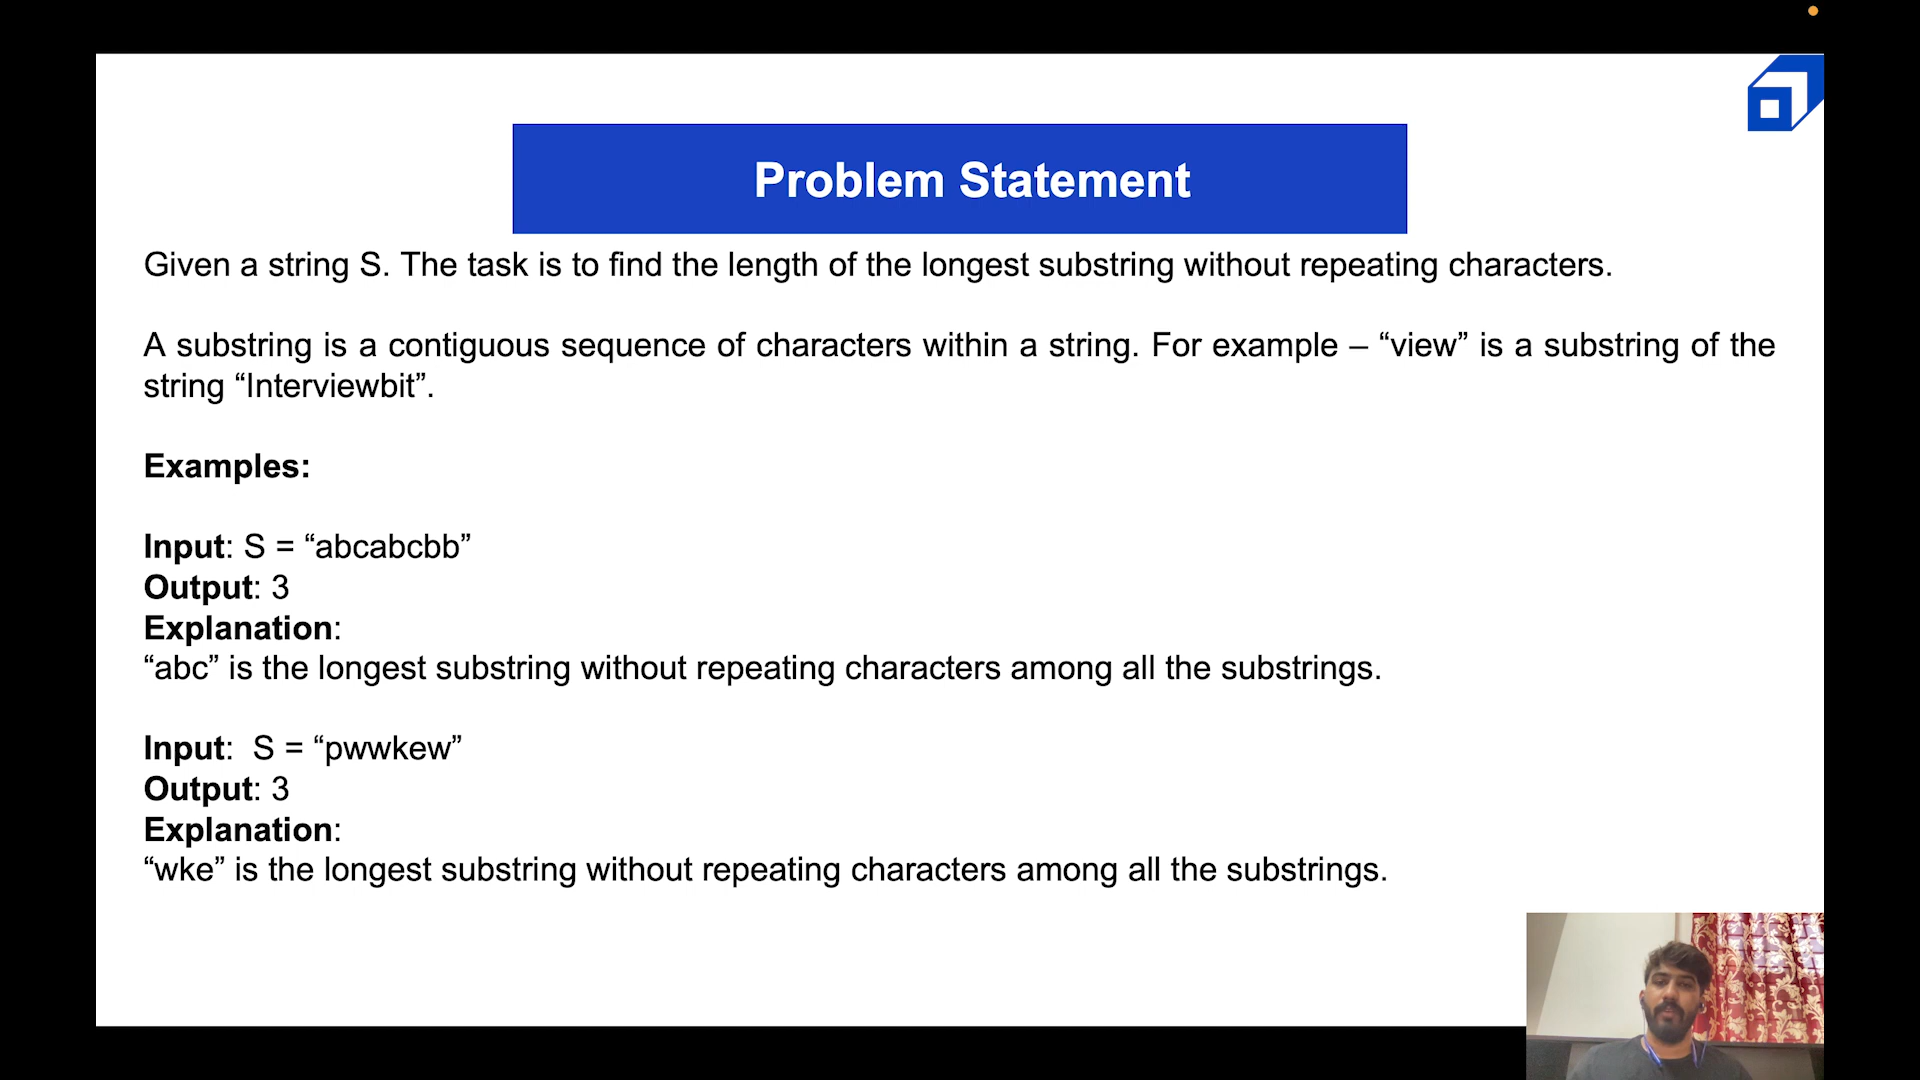 Problem Statement
Given a string S. The task is to find the length of the longest substring without repeating characters.
A substring is a contiguous sequence of characters within a string. For example – “view” is a substring of the
string “Interviewbit”.
Examples:
Input: S = “abcabcbb”
Output: 3
Explanation:
“abc” is the longest substring without repeating characters among all the substrings.
Input:  S = “pwwkew”
Output: 3
Explanation:
“wke” is the longest substring without repeating characters among all the substrings.